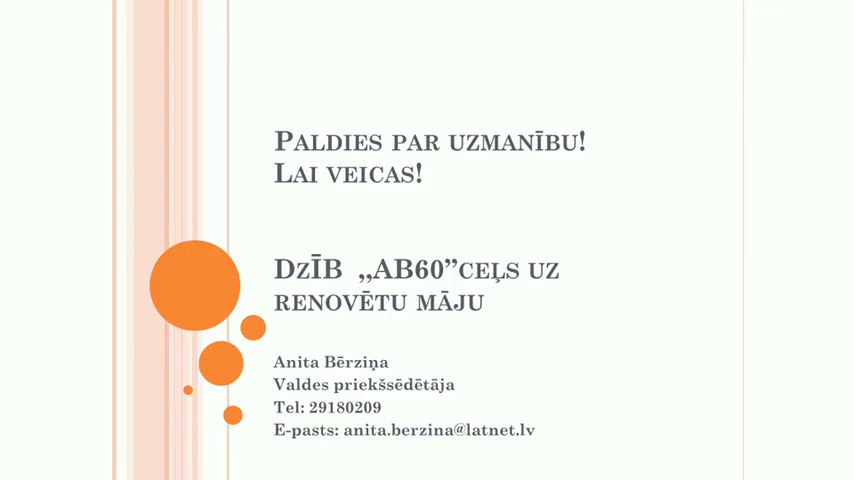 Paldies par uzmanību!
Lai veicas!
DzĪB „AB60”ceļs uz
renovētu māju
Anita Bērziņa
Valdes priekšsēdētāja
Tel: 29180209
E-pasts: anita.berzina@latnet.lv